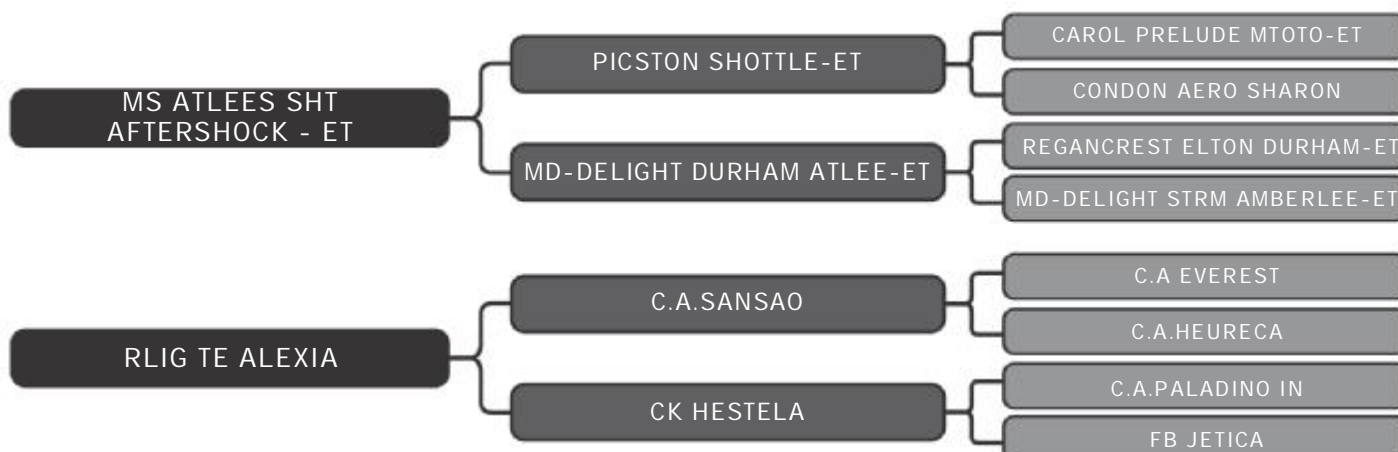 MS ATLEES SHT
AFTERSHOCK - ET
PICSTON SHOTTLE-ET
CAROL PRELUDE MTOTO-ET
CONDON AERO SHARON
MD-DELIGHT DURHAM ATLEE-ET
REGANCREST ELTON DURHAM-ET
MD-DELIGHT STRM AMBERLEE-ET
RLIG TE ALEXIA
C.A.SANSAO
C.A EVEREST
C.A.HEURECA
CK HESTELA
C.A.PALADINO IN
FB JETICA